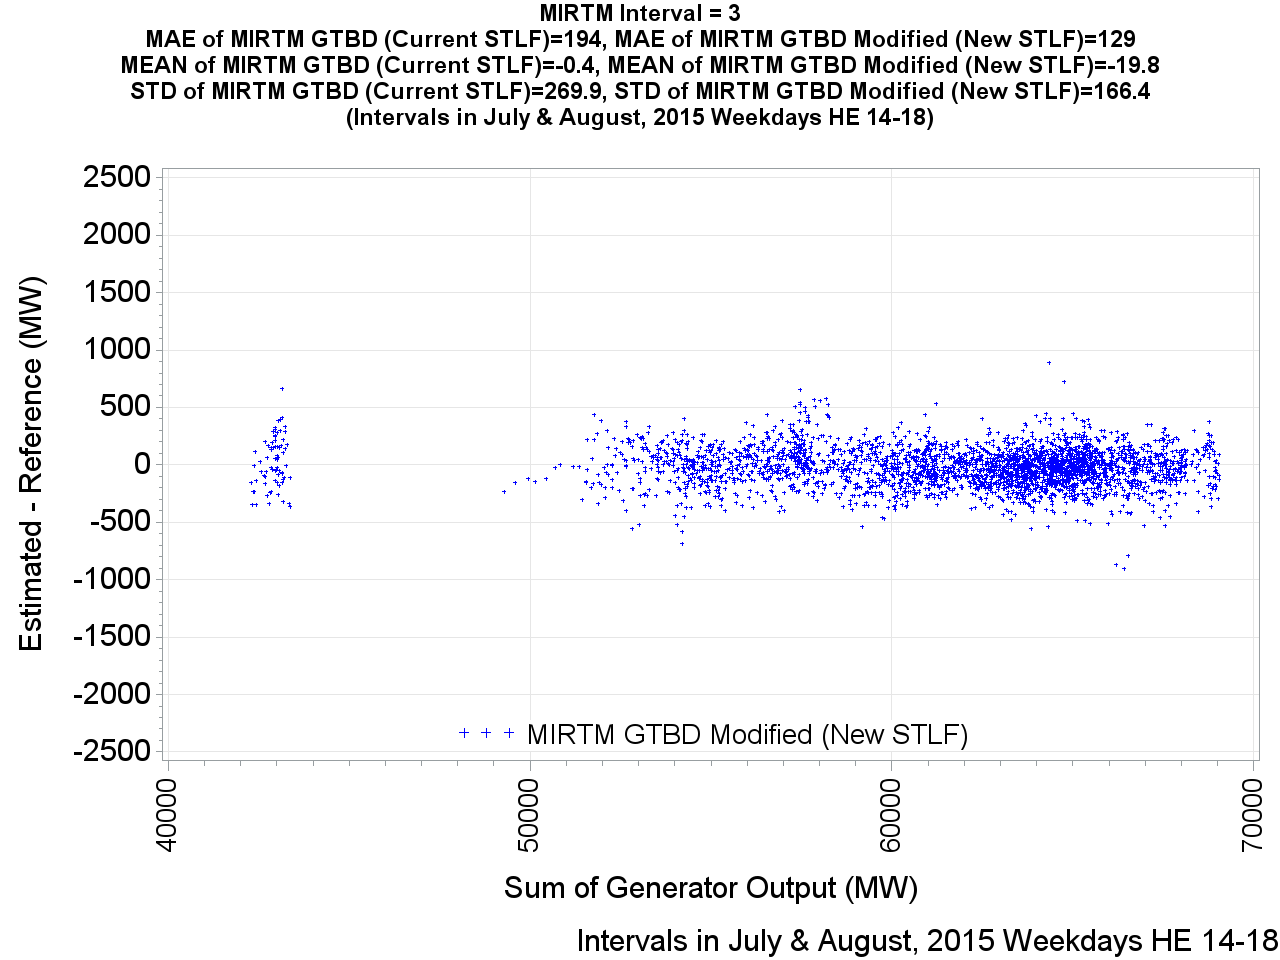 MIRTM Interval = 3
MAE of MIRTM GTBD (Current STLF)=194, MAE of MIRTM GTBD Modified (New STLF)=129
MEAN of MIRTM GTBD (Current STLF)=-0.4, MEAN of MIRTM GTBD Modified (New STLF)=-19.8
STD of MIRTM GTBD (Current STLF)=269.9, STD of MIRTM GTBD Modified (New STLF)=166.4
(Intervals in July & August, 2015 Weekdays HE 14-18)
Estimated - Reference (MW)
2500
2000
1500
1000
500
0
-500
-1000
-1500
-2000
-2500
MIRTM GTBD Modified (New STLF)
40000
50000
60000
70000
Sum of Generator Output (MW)
Intervals in July & August, 2015 Weekdays HE 14-18